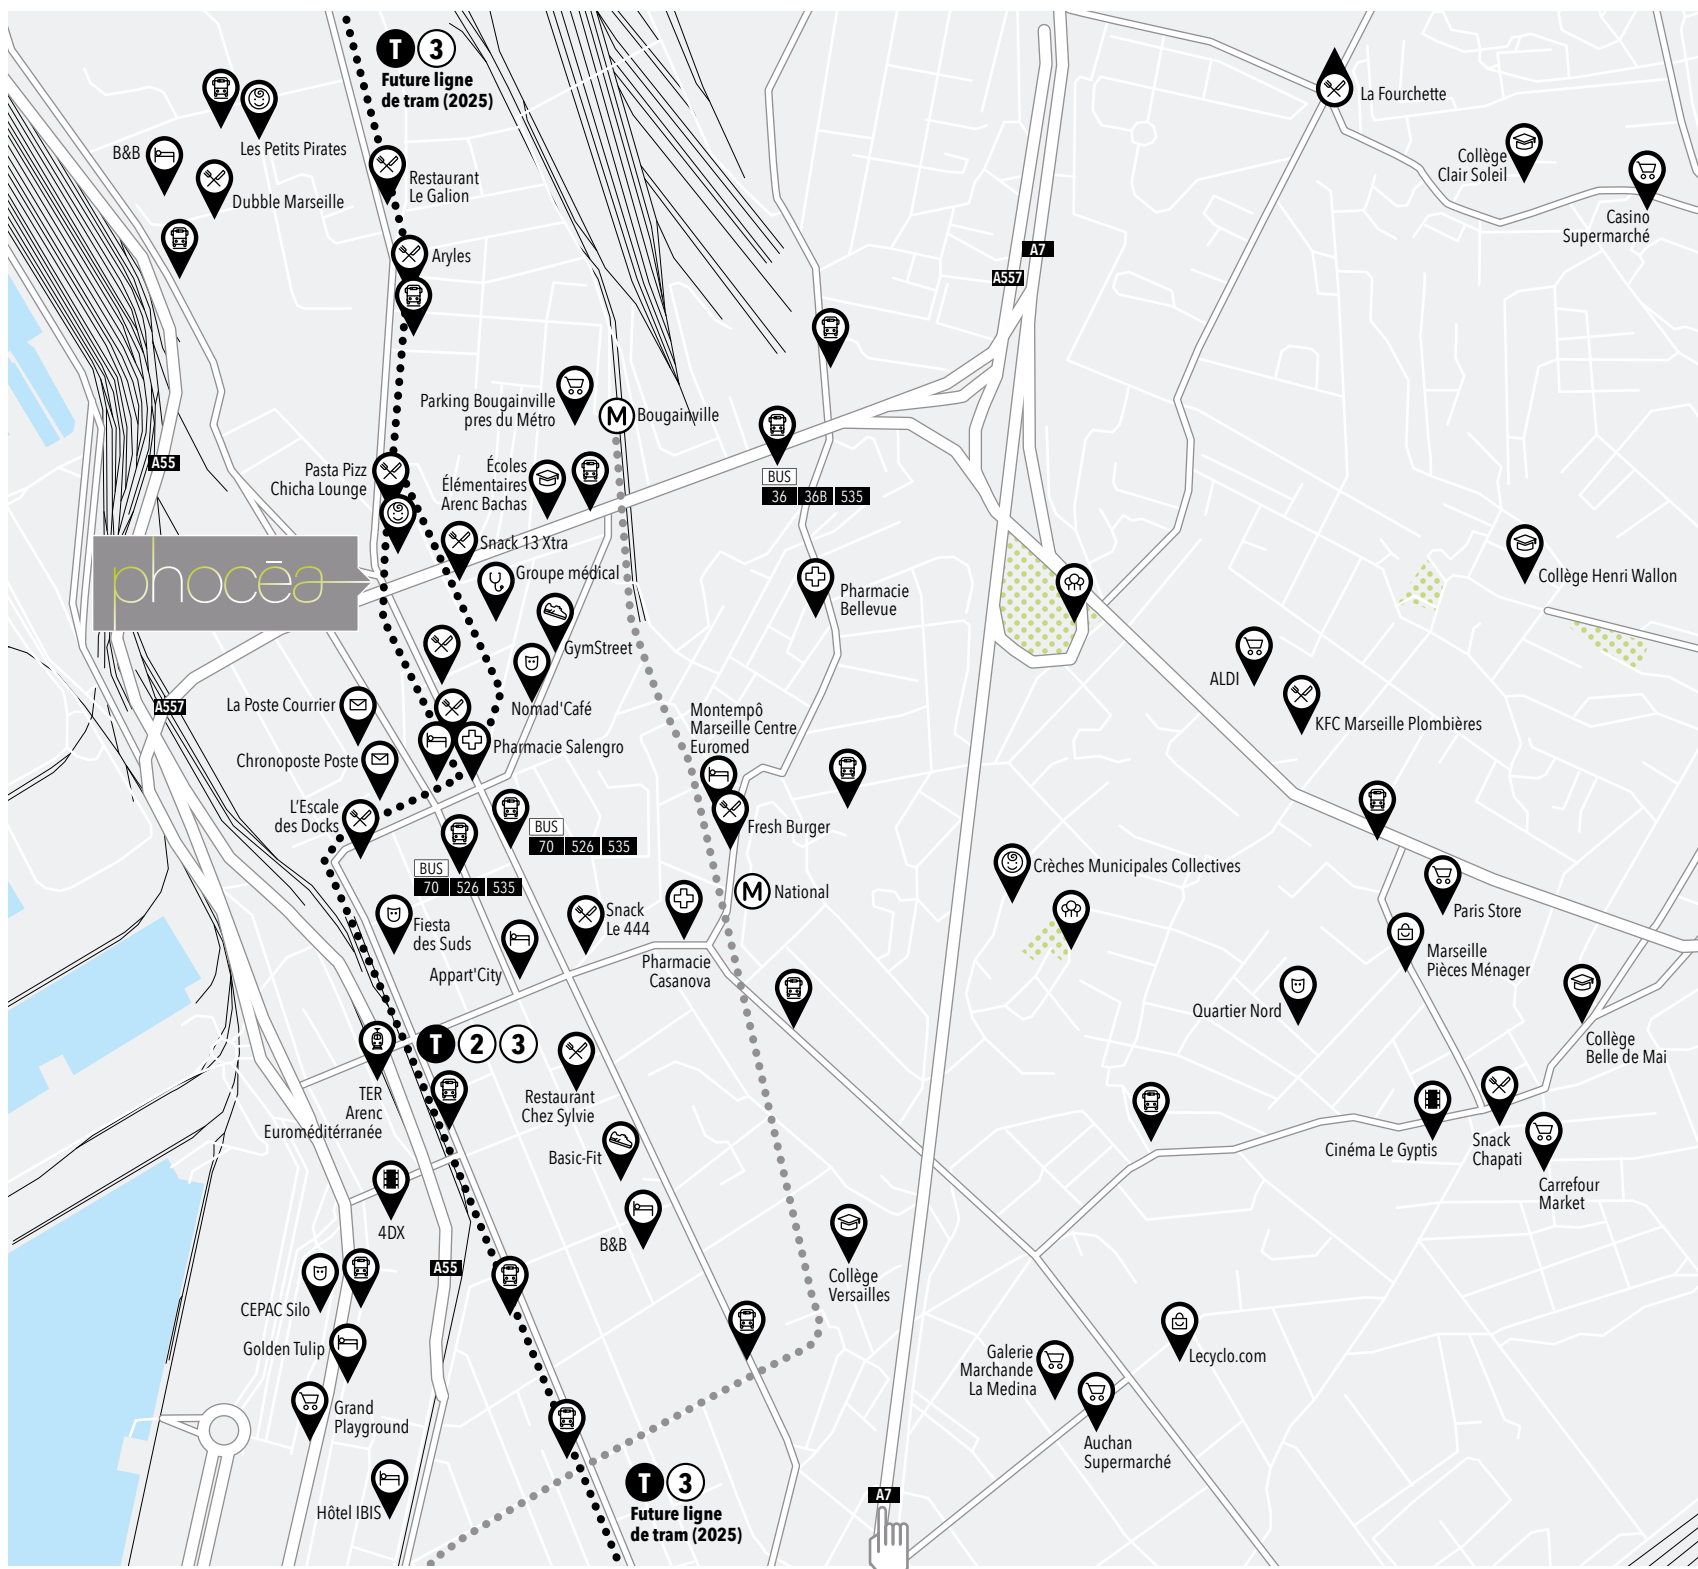 T 3
Future ligne
de tram (2025)
La Fourchette
B&B
Les Petits Pirates
Dubble Marseille
Restaurant
Le Galion
Collège
Clair Soleil
Casino
Supermarché
Aryles
A7
A557
Parking Bougainville
pres du Métro
M Bougainville
A55
Pasta Pizz
Chicha Lounge
Écoles
Élémentaires
Arenc Bachas
BUS
36 36B 535
phocēa
Snack 13 Xtra
Groupe médical
Pharmacie
Bellevue
Collège Henri Wallon
GymStreet
ALDI
A557
La Poste Courrier
Nomad'Café
Montempô
Marseille Centre
Euromed
KFC Marseille Plombières
Chronoposte Poste
Pharmacie Salengro
L'Escale
des Docks
BUS
70 526 535
Fresh Burger
BUS
70 526 535
Crèches Municipales Collectives
M National
Paris Store
Fiesta
des Suds
Snack
Le 444
Appart'City
Pharmacie
Casanova
Marseille
Pièces Ménager
Quartier Nord
T 2 3
Collège
Belle de Mai
TER
Arenc
Euroméditérranée
Restaurant
Chez Sylvie
Basic-Fit
Cinéma Le Gyptis
Snack
Chapati
Carrefour
Market
4DX
B&B
A55
Collège
Versailles
CEPAC Silo
Golden Tulip
Galerie
Marchande
La Medina
Lecyclo.com
Grand
Playground
Auchan
Supermarché
Hôtel IBIS
T 3
Future ligne
de tram (2025)
A7